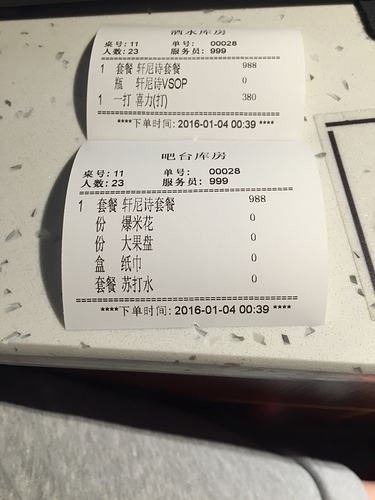 酒水库房
桌号: 11 单号: 00028
人数: 23 服务员: 999
==================================
1 套餐 轩尼诗套餐 988
瓶 轩尼诗VSOP 0
1 一打 喜力(打) 380
==================================
****下单时间: 2016-01-04 00:39 ****
吧台库房
桌号: 11 单号: 00028
人数: 23 服务员: 999
==================================
1 套餐 轩尼诗套餐 988
份 爆米花 0
份 大果盘 0
盒 纸巾 0
套餐 苏打水 0
==================================
****下单时间: 2016-01-04 00:39 ****